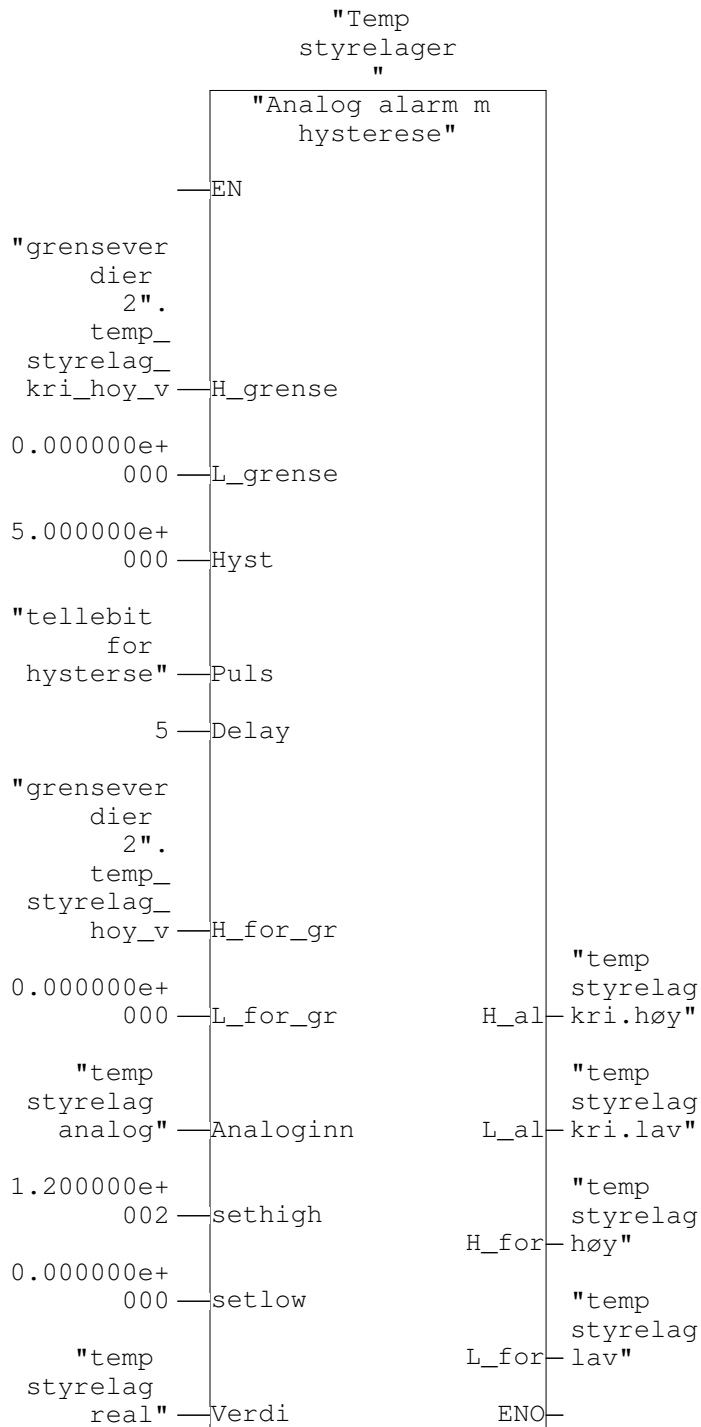 "Temp
styrelager
"
"Analog alarm m
hysterese"
EN
"grensever
dier
2".
temp_
styrelag_
kri_hoy_v
H_grense
0.000000e+
000
L_grense
5.000000e+
000
Hyst
"tellebit
for
hysterse"
Puls
5
Delay
"grensever
dier
2".
temp_
styrelag_
hoy_v
H_for_gr
0.000000e+
000
L_for_gr
H_al
"temp
styrelag
kri.høy"
"temp
styrelag
analog"
Analoginn
L_al
"temp
styrelag
kri.lav"
1.200000e+
002
sethigh
H_for
"temp
styrelag
høy"
0.000000e+
000
setlow
L_for
"temp
styrelag
lav"
"temp
styrelag
real"
Verdi
ENO